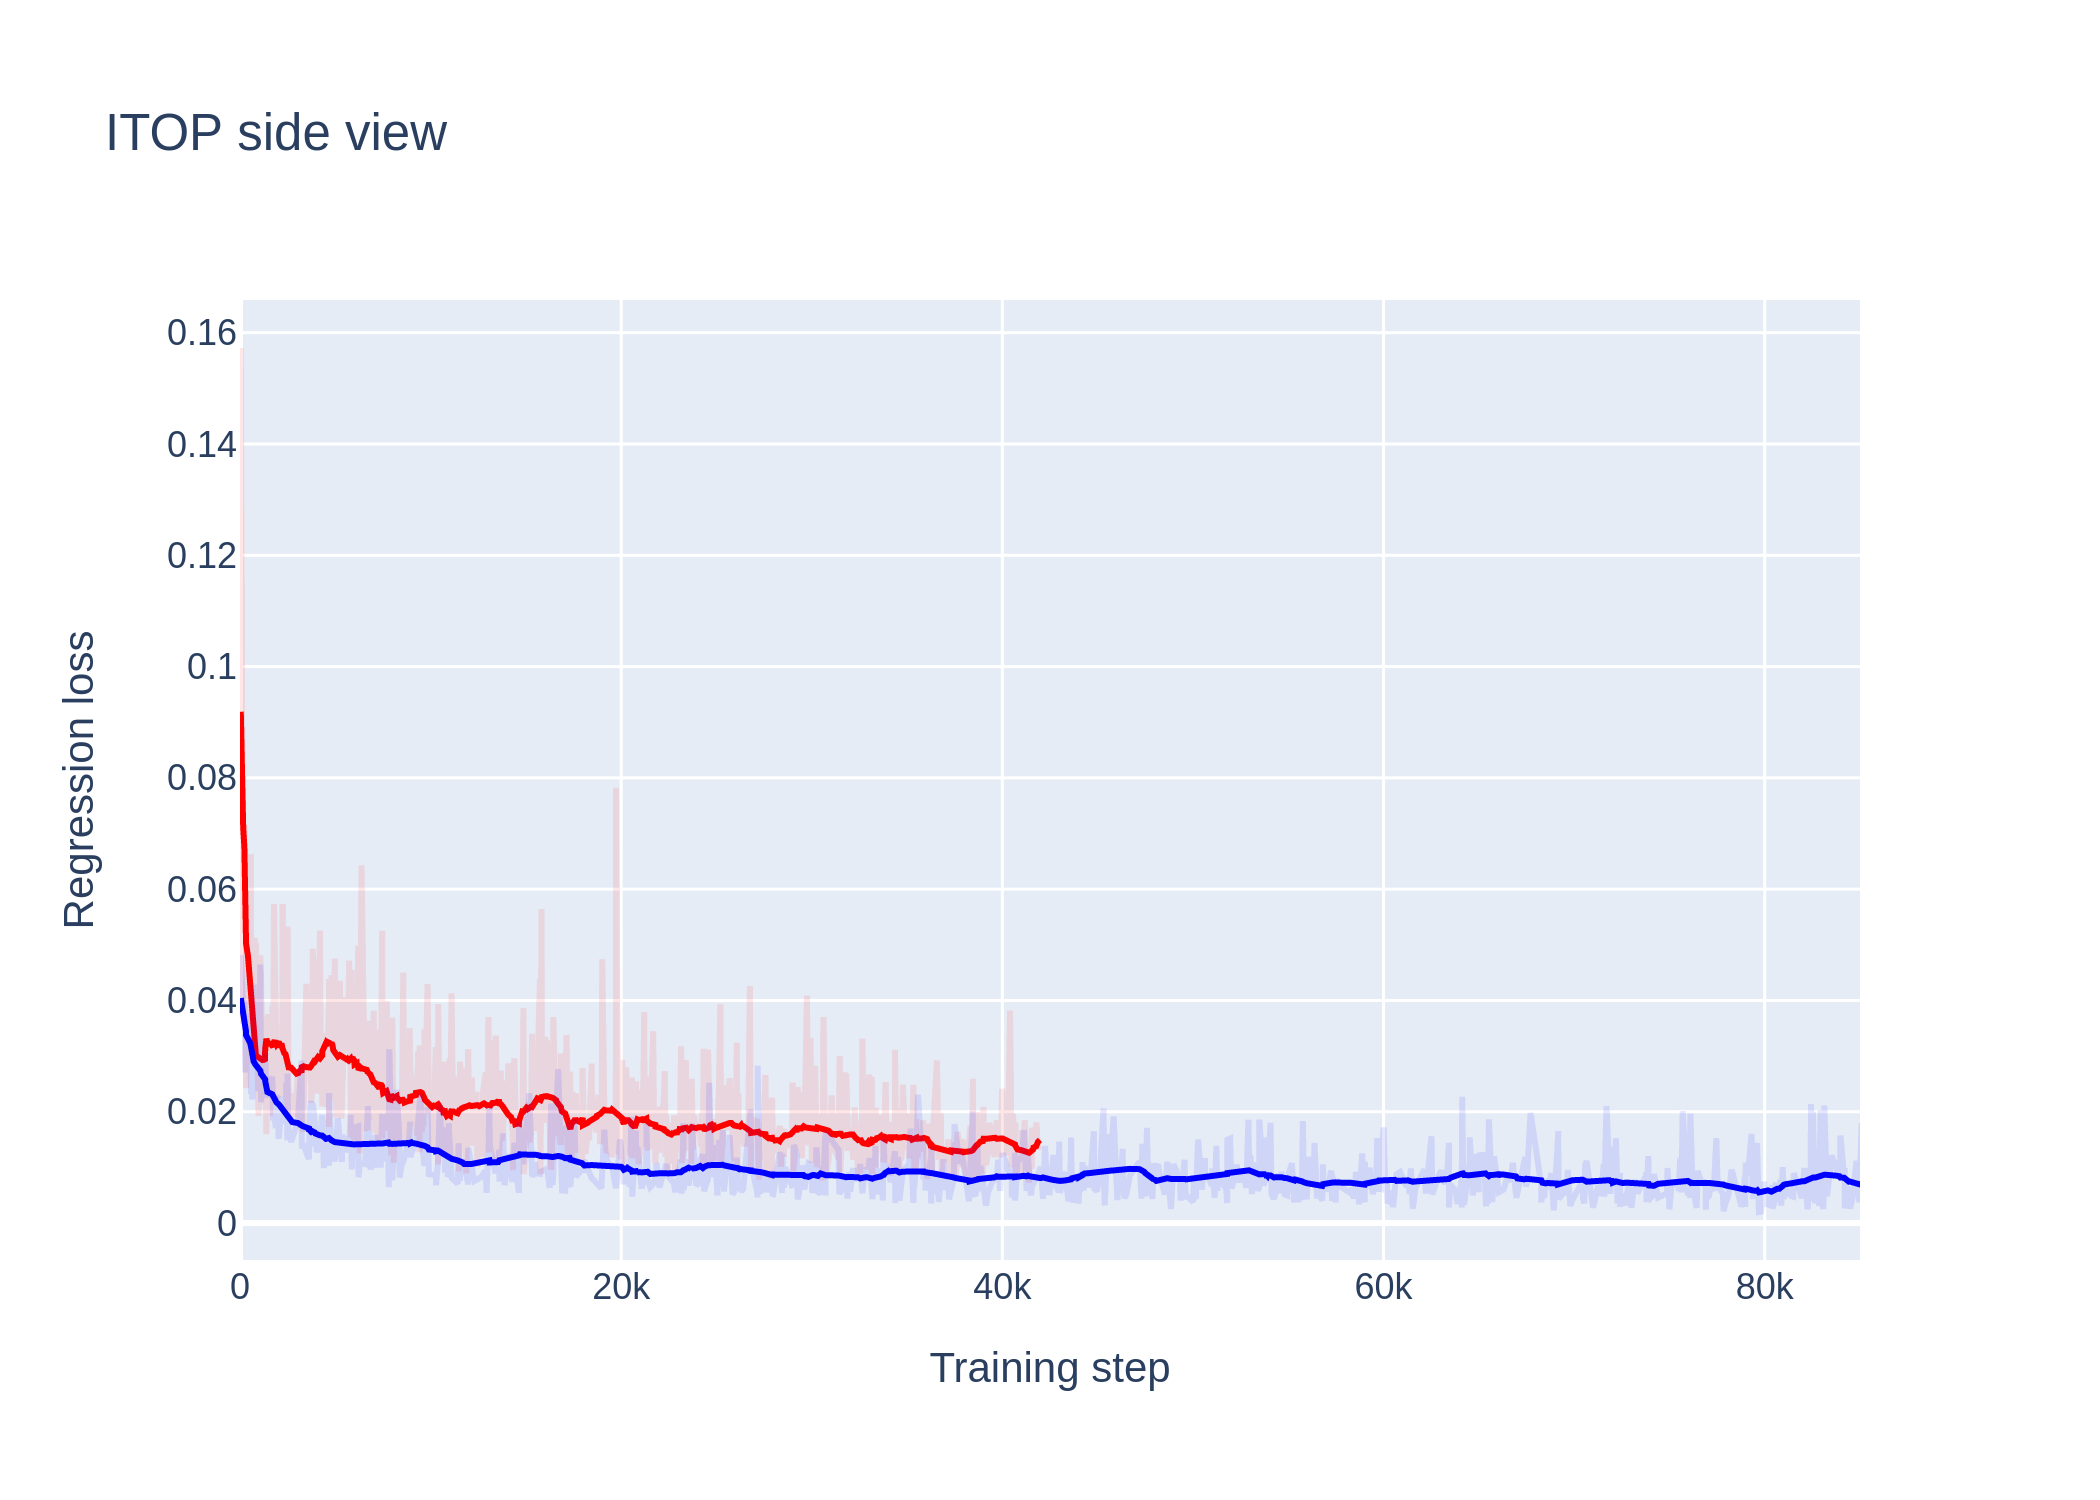 ITOP side view
0.16
0.14
0.12
0.1
0.08
0.06
0.04
0.02
0
Regression loss
0
20k
40k
60k
80k
Training step